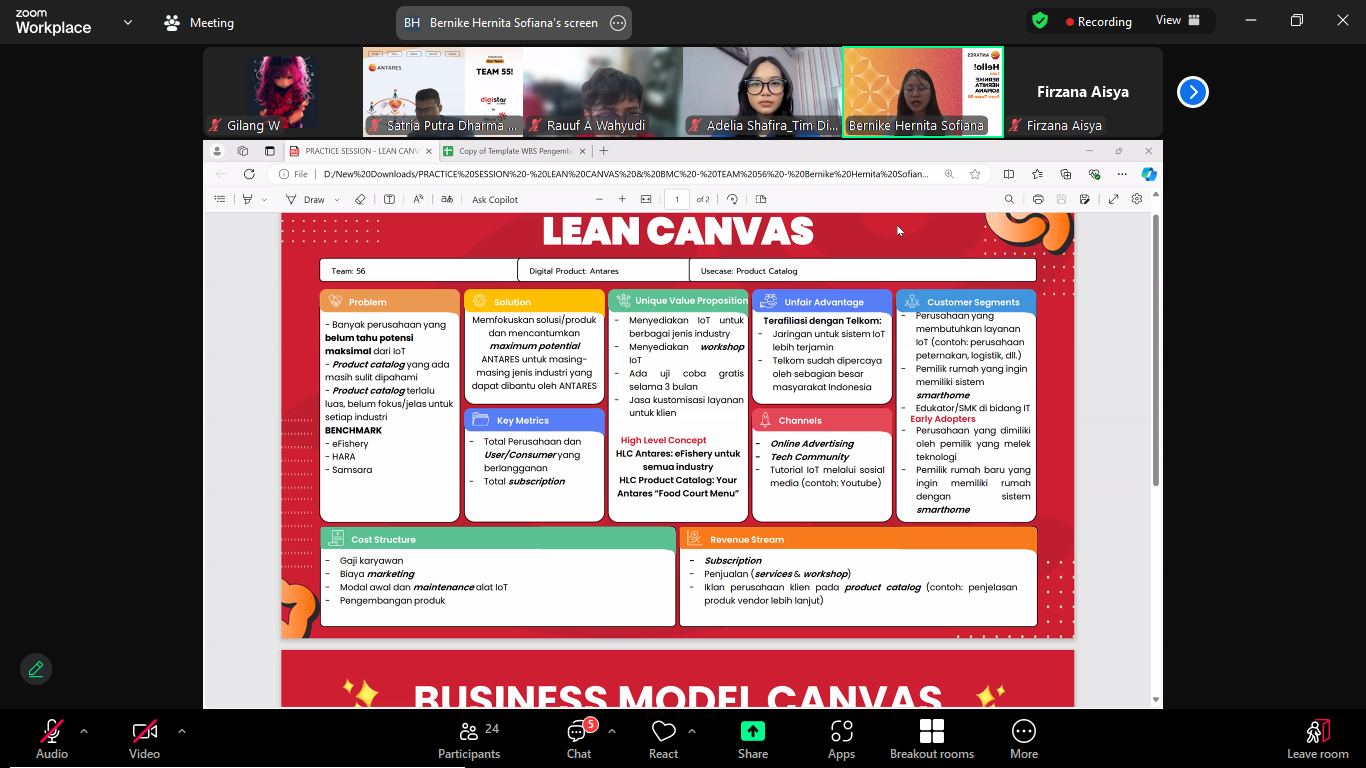 zoom
Workplace
Meeting
BH Bernike Hernita Sofiana's screen
Recording
View
Gilang W
ANTARES
TEAM 55!
digistar
Satria Putra Dharma ...
Rauuf A Wahyudi
Adelia Shafira_Tim Di...
ANTARES
Hello!
BERNIKE
HERNITA
SOFIANA
Bernike Hernita Sofiana
Firzana Aisya
Firzana Aisya
PRACTICE SESSION - LEAN CANV
Copy of Template WBS Pengemb
File
D:/New%20Downloads/PRACTICE%20SESSION%20-%20LEAN%20CANVAS%20&%20BMC%20-%20TEAM%2056%20-%20Bernike%20Hernita%20Sofian...
Draw
Ask Copilot
1 of 2
LEAN CANVAS
Team: 56
Digital Product: Antares
Usecase: Product Catalog
Problem
- Banyak perusahaan yang
belum tahu potensi
maksimal dari IoT
- Product catalog yang ada
masih sulit dipahami
- Product catalog terlalu
luas, belum fokus/jelas untuk
setiap industri
BENCHMARK
- eFishery
- HARA
- Samsara
Solution
Memfokuskan solusi/produk
dan mencantumkan
maximum potential
ANTARES untuk masing-
masing jenis industri yang
dapat dibantu oleh ANTARES
Key Metrics
- Total Perusahaan dan
User/Consumer yang
berlangganan
- Total subscription
Unique Value Proposition
- Menyediakan IoT untuk
berbagai jenis industry
- Menyediakan workshop
IoT
- Ada uji coba gratis
selama 3 bulan
- Jasa kustomisasi layanan
untuk klien
High Level Concept
HLC Antares: eFishery untuk
semua industry
HLC Product Catalog: Your
Antares “Food Court Menu”
Unfair Advantage
Terafiliasi dengan Telkom:
- Jaringan untuk sistem IoT
lebih terjamin
- Telkom sudah dipercaya
oleh sebagian besar
masyarakat Indonesia
Channels
- Online Advertising
- Tech Community
- Tutorial IoT melalui sosial
media (contoh: Youtube)
Customer Segments
- Perusahaan yang
membutuhkan layanan
IoT (contoh: perusahaan
peternakan, logistik, dll.)
- Pemilik rumah yang ingin
memiliki sistem
smarthome
- Edukator/SMK di bidang IT
Early Adopters
- Perusahaan yang dimiliki
oleh pemilik yang melek
teknologi
- Pemilik rumah baru yang
ingin memiliki rumah
dengan sistem
smarthome
Cost Structure
- Gaji karyawan
- Biaya marketing
- Modal awal dan maintenance alat IoT
- Pengembangan produk
Revenue Stream
- Subscription
- Penjualan (services & workshop)
- Iklan perusahaan klien pada product catalog (contoh: penjelasan
produk vendor lebih lanjut)
BUSINESS MODEL CANVAS
Audio
Video
Participants
24
Chat
5
React
Share
Apps
Breakout rooms
More
Leave room